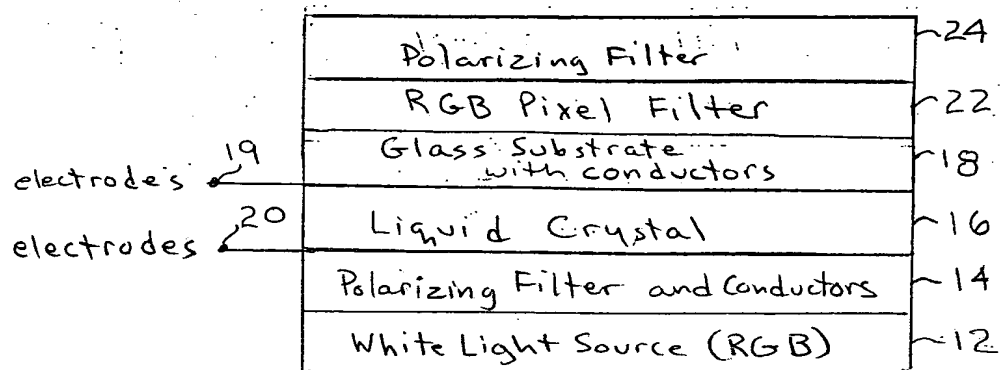 Polarizing Filter 24
RGB Pixel Filter 22
19 Glass Substrate
with conductors 18
electrodes
20
electrodes Liquid Crystal 16
Polarizing Filter and Conductors 14
White Light Source (RGB) 12